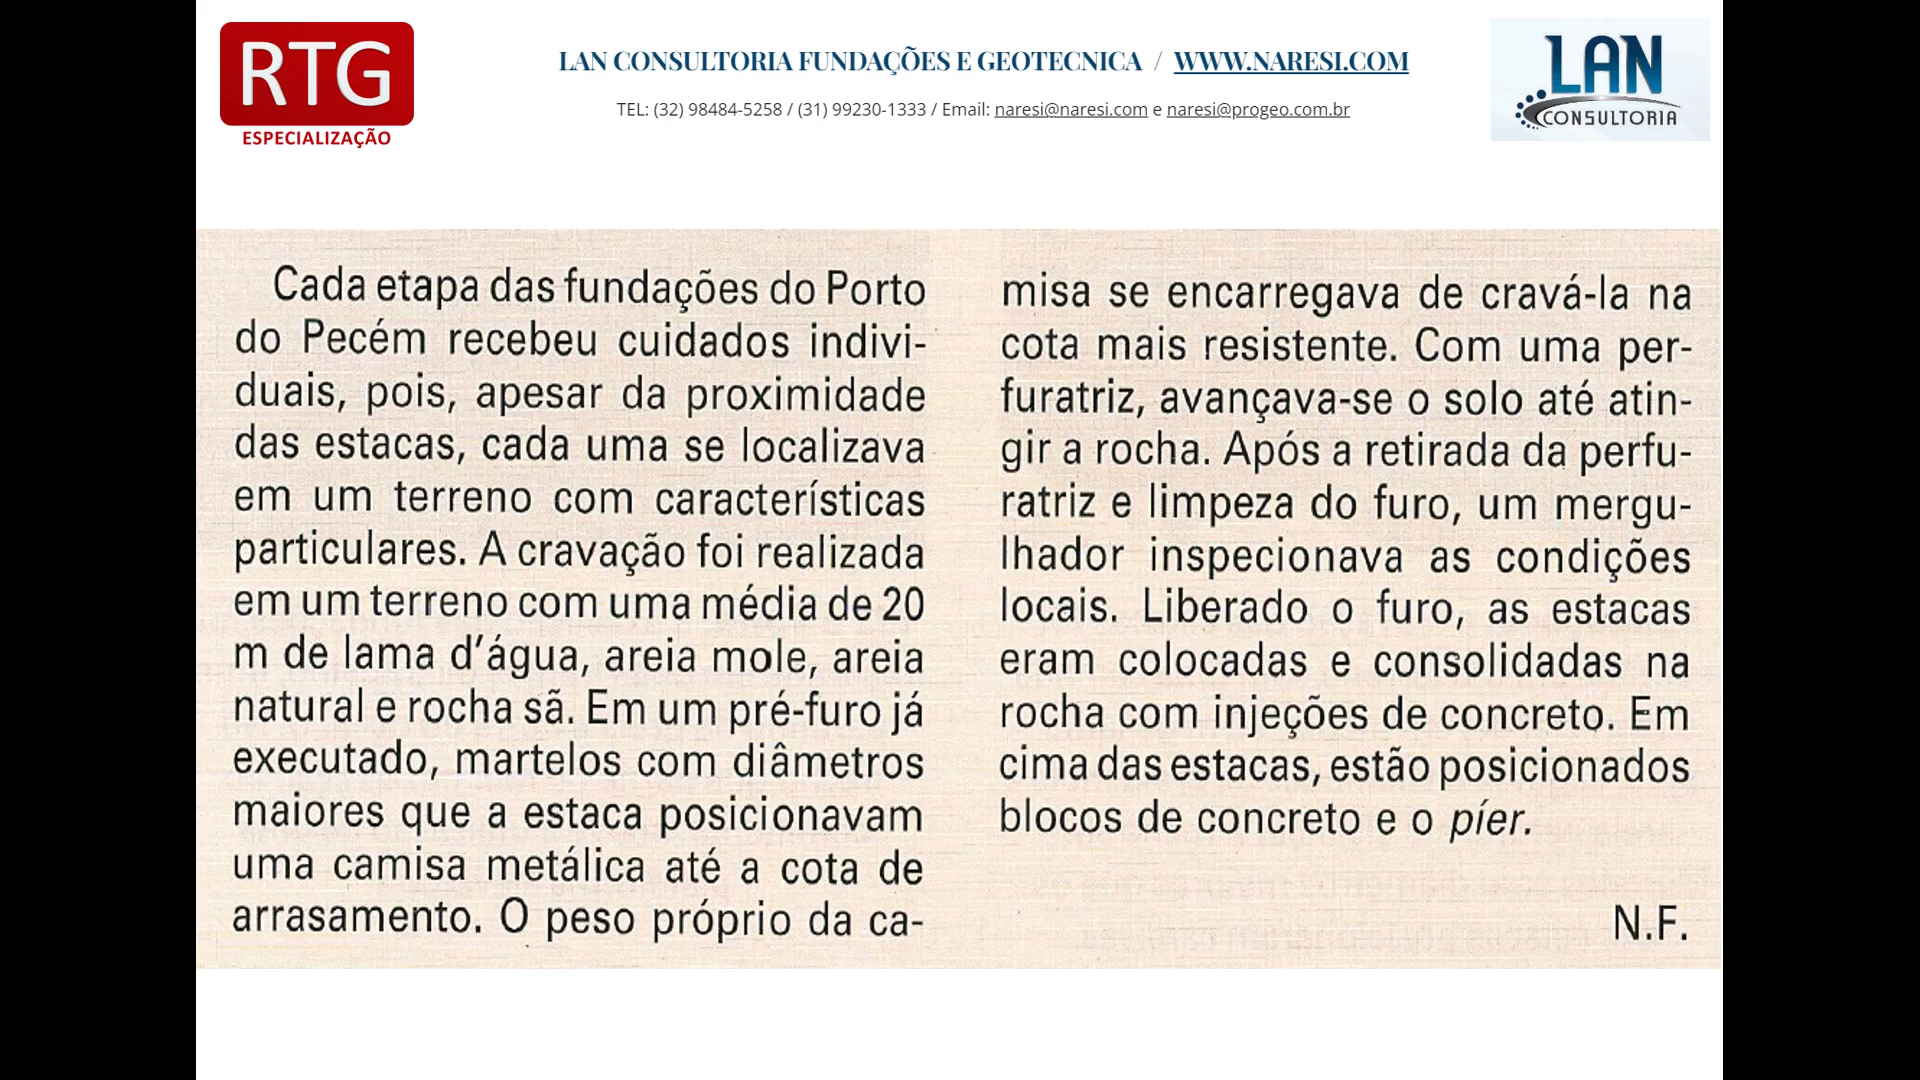 RTG
ESPECIALIZAÇÃO
LAN CONSULTORIA FUNDAÇÕES E GEOTECNICA / WWW.NARESI.COM
TEL: (32) 98484-5258 / (31) 99230-1333 / Email: naresi@naresi.com e naresi@progeo.com.br
LAN
CONSULTORIA
Cada etapa das fundações do Porto
do Pecém recebeu cuidados indivi-
duais, pois, apesar da proximidade
das estacas, cada uma se localizava
em um terreno com características
particulares. A cravação foi realizada
em um terreno com uma média de 20
m de lama d'água, areia mole, areia
natural e rocha sã. Em um pré-furo já
executado, martelos com diâmetros
maiores que a estaca posicionavam
uma camisa metálica até a cota de
arrasamento. O peso próprio da ca-
misa se encarregava de cravá-la na
cota mais resistente. Com uma per-
furatriz, avançava-se o solo até atin-
gir a rocha. Após a retirada da perfu-
ratriz e limpeza do furo, um mergu-
lhador inspecionava as condições
locais. Liberado o furo, as estacas
eram colocadas e consolidadas na
rocha com injeções de concreto. Em
cima das estacas, estão posicionados
blocos de concreto e o píer.
N.F.